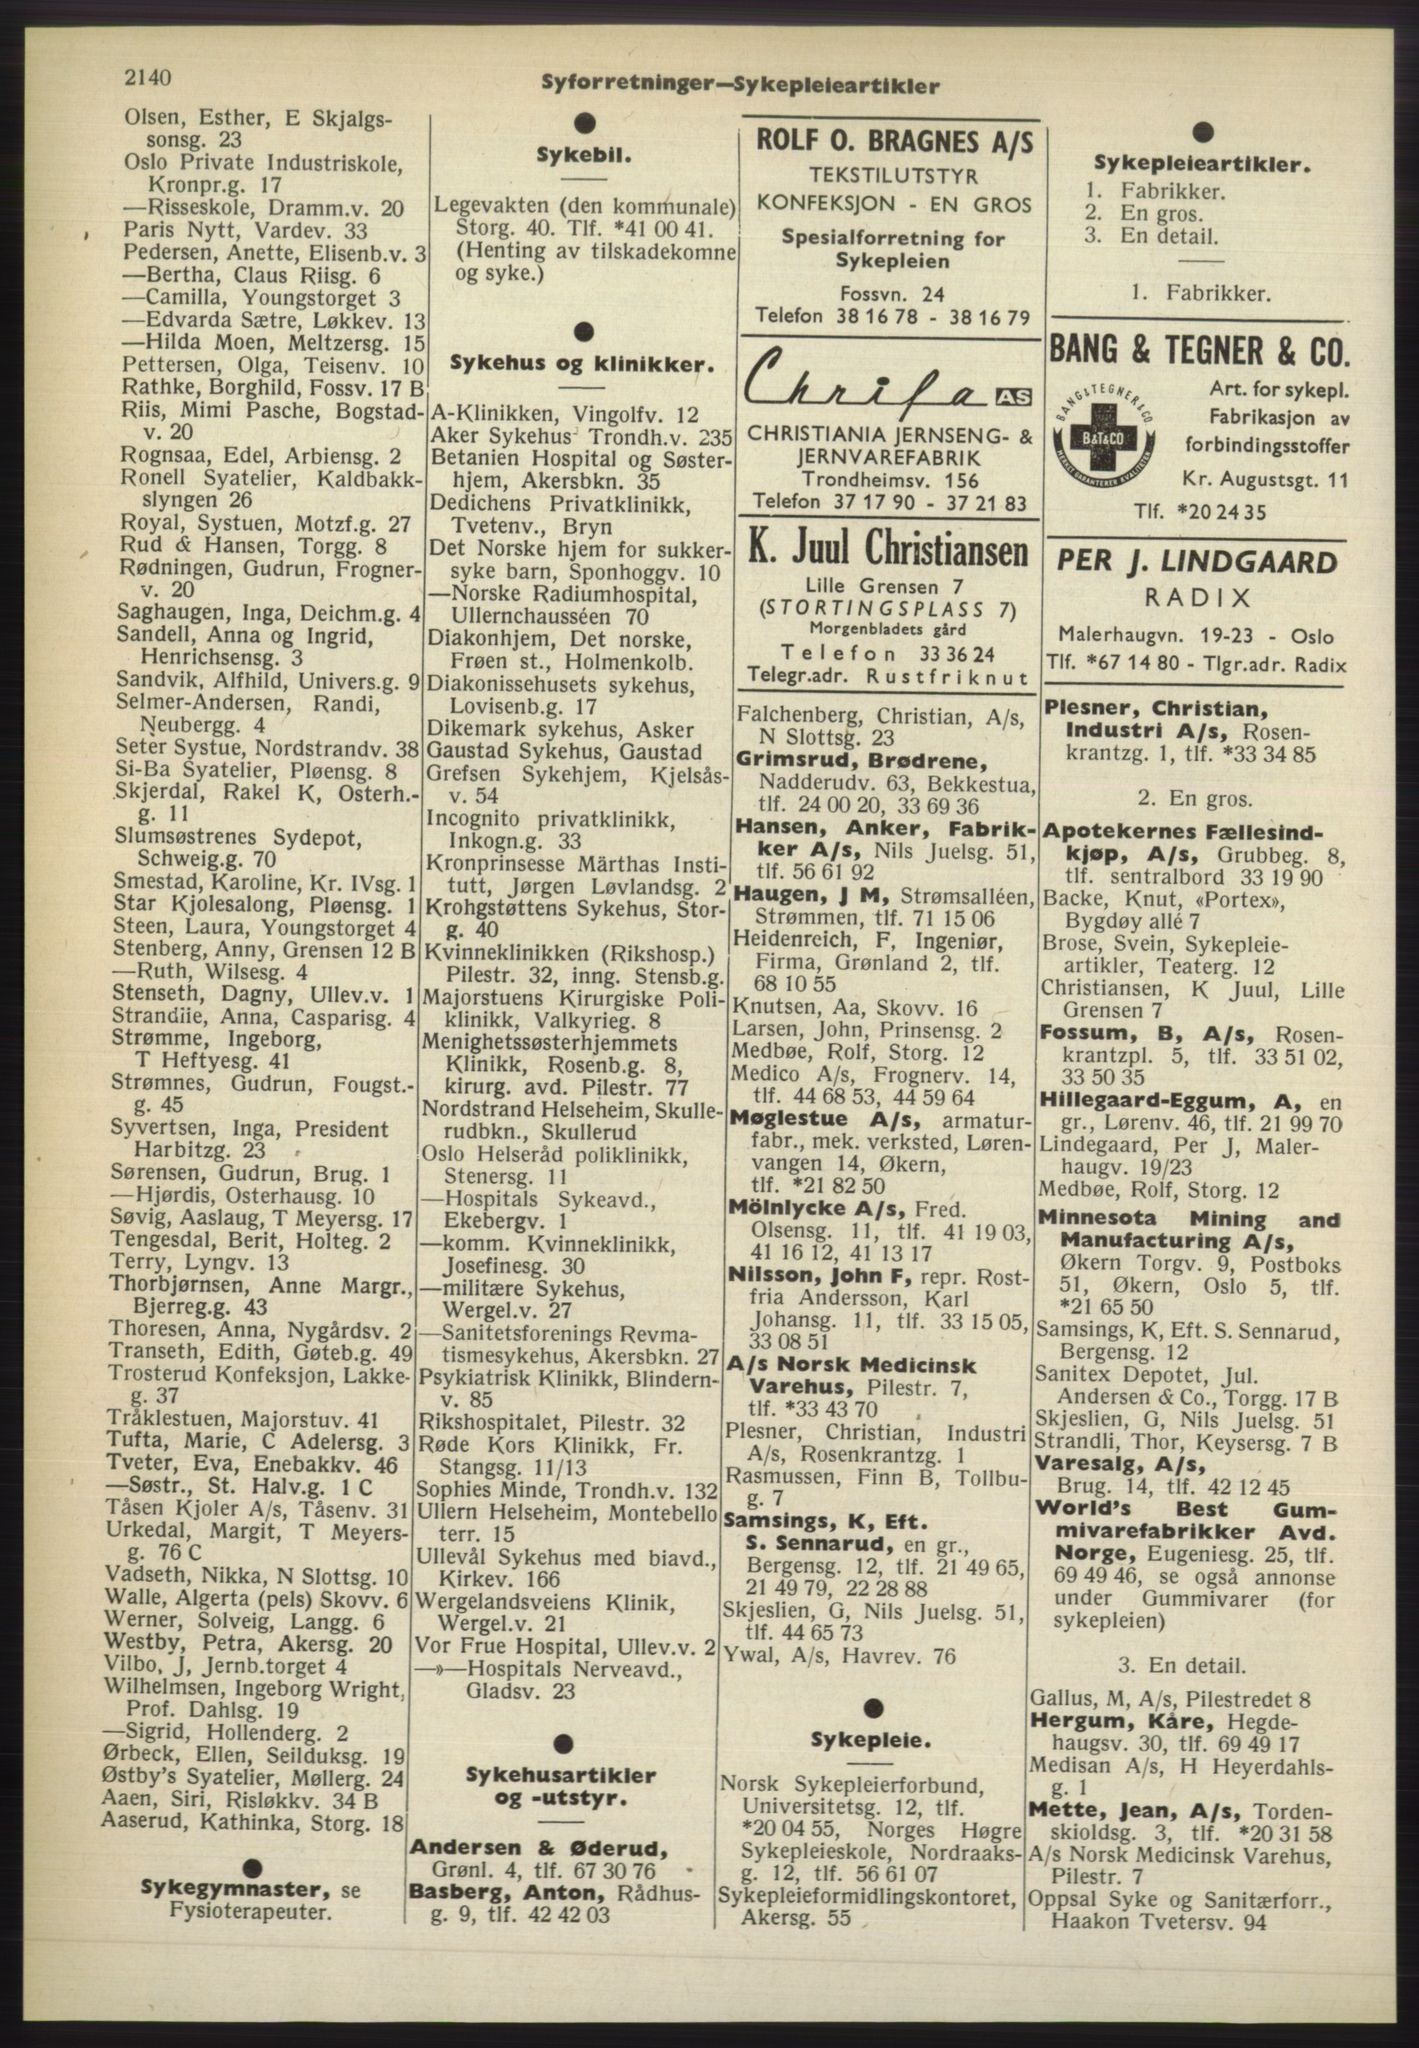 2140
Syforretninger—Sykepleieartikler
Olsen, Esther, E Skjalgs-
sonsg. 23
Oslo Private Industriskole,
Kronpr.g. 17
—Risseskole, Dramm.v. 20
Paris Nytt, Vardev. 33
Pedersen, Anette, Elisenb.v. 3
—Bertha, Claus Riisg. 6
—Camilla, Youngstorget 3
—Edvarda Sætre, Løkkev. 13
—Hilda Moen, Meltzersg. 15
Pettersen, Olga, Teisenv. 10
Rathke, Borghild, Fossv. 17 B
Riis, Mimi Pasche, Bogstad-
v. 20
Rognsaa, Edel, Arbiensg. 2
Ronell Syatelier, Kaldbakk-
slyngen 26
Royal, Systuen, Motzf.g. 27
Rud & Hansen, Torgg. 8
Rødningen, Gudrun, Frogner-
v. 20
Saghaugen, Inga, Deichm.g. 4
Sandell, Anna og Ingrid,
Henrichsensg. 3
Sandvik, Alfhild, Univers.g. 9
Selmer-Andersen, Randi,
Neubergg. 4
Seter Systue, Nordstrandv. 38
Si-Ba Syatelier, Pløensg. 8
Skjerdal, Rakel K, Osterh.-
g. 11
Slumsøstrenes Sydepot,
Schweig.g. 70
Smestad, Karoline, Kr. IVsg. 1
Star Kjolesalong, Pløensg. 1
Steen, Laura, Youngstorget 4
Stenberg, Anny, Grensen 12 B
—Ruth, Wilsesg. 4
Stenseth, Dagny, Ullev.v. 1
Strandlie, Anna, Casparisg. 4
Strømme, Ingeborg,
T Heftyesg. 41
Strømnes, Gudrun, Fougst.-
g. 45
Syvertsen, Inga, President
Harbitzg. 23
Sørensen, Gudrun, Brug. 1
—Hjørdis, Osterhausg. 10
Søvig, Aaslaug, T Meyersg. 17
Tengesdal, Berit, Holteg. 2
Terry, Lyngv. 13
Thorbjørnsen, Anne Margr.,
Bjerreg.g. 43
Thoresen, Anna, Nygårdsv. 2
Transeth, Edith, Gøteb.g. 49
Trosterud Konfeksjon, Lakke-
g. 37
Tråklestuen, Majorstuv. 41
Tufta, Marie, C Adelersg. 3
Tveter, Eva, Enebakkv. 46
—Søstr., St. Halv.g. 1 C
Tåsen Kjoler A/s, Tåsenv. 31
Urkedal, Margit, T Meyers-
g. 76 C
Vadseth, Nikka, N Slottsg. 10
Walle, Algerta (pels) Skovv. 6
Werner, Solveig, Langg. 6
Westby, Petra, Akersg. 20
Vilbo, J, Jernb.torget 4
Wilhelmsen, Ingeborg Wright,
Prof. Dahlsg. 19
—Sigrid, Hollenderg. 2
Ørbeck, Ellen, Seilduksg. 19
Østby's Syatelier, Møllerg. 24
Aaen, Siri, Risløkkv. 34 B
Aaserud, Kathinka, Storg. 18
●
Sykegymnaster, se
Fysioterapeuter.
●
Sykebil.
Legevakten (den kommunale)
Storg. 40. Tlf. *41 00 41.
(Henting av tilskadekomne
og syke.)
●
Sykehus og klinikker.
A-Klinikken, Vingolfv. 12
Aker Sykehus Trondh.v. 235
Betanien Hospital og Søster-
hjem, Akersbkn. 35
Dedichens Privatklinikk,
Tvetenv., Bryn
Det Norske hjem for sukker-
syke barn, Sponhoggv. 10
—Norske Radiumhospital,
Ullernchausséen 70
Diakonhjem, Det norske,
Frøen st., Holmenkolb.
Diakonissehusets sykehus,
Lovisenb.g. 17
Dikemark sykehus, Asker
Gaustad Sykehus, Gaustad
Grefsen Sykehjem, Kjelsås-
v. 54
Incognito privatklinikk,
Inkogn.g. 33
Kronprinsesse Märthas Insti-
tutt, Jørgen Løvlandsg. 2
Krohgstøttens Sykehus, Stor-
g. 40
Kvinneklinikken (Rikshosp.)
Pilestr. 32, inng. Stensb.g.
Majorstuens Kirurgiske Poli-
klinikk, Valkyrieg. 8
Menighetssøsterhjemmets
Klinikk, Rosenb.g. 8,
kirurg. avd. Pilestr. 77
Nordstrand Helseheim, Skulle-
rudbkn., Skullerud
Oslo Helseråd poliklinikk,
Stenersg. 11
—Hospitals Sykeavd.,
Ekebergv. 1
—komm. Kvinneklinikk,
Josefinesg. 30
—militære Sykehus,
Wergel.v. 27
—Sanitetsforenings Revma-
tismesykehus, Akersbkn. 27
Psykiatrisk Klinikk, Blindern-
v. 85
Rikshospitalet, Pilestr. 32
Røde Kors Klinikk, Fr.
Stangsg. 11/13
Sophies Minde, Trondh.v. 132
Ullern Helseheim, Montebello
terr. 15
Ullevål Sykehus med biavd.,
Kirkev. 166
Wergelandsveiens Klinik,
Wergel.v. 21
Vor Frue Hospital, Ullev.v. 2
—»—Hospitals Nerveavd.,
Gladsv. 23
●
Sykehusartikler
og -utstyr.
Andersen & Øderud,
Grønl. 4, tlf. 67 30 76
Basberg, Anton, Rådhus-
g. 9, tlf. 42 42 03
ROLF O. BRAGNES A/S
TEKSTILUTSTYR
KONFEKSJON - EN GROS
Spesialforretning for
Sykepleien
Fossvn. 24
Telefon 38 16 78 - 38 16 79
Chrifa AS
CHRISTIANIA JERNSENG- &
JERNVAREFABRIK
Trondheimsv. 156
Telefon 37 17 90 - 37 21 83
K. Juul Christiansen
Lille Grensen 7
(STORTINGSPLASS 7)
Morgenbladets gård
Telefon 33 36 24
Telegr.adr. Rustfriknut
Falchenberg, Christian, A/s,
N Slottsg. 23
Grimsrud, Brødrene,
Nadderudv. 63, Bekkestua,
tlf. 24 00 20, 33 69 36
Hansen, Anker, Fabrik-
ker A/s, Nils Juelsg. 51,
tlf. 56 61 92
Haugen, J M, Strømsalléen,
Strømmen, tlf. 71 15 06
Heidenreich, F, Ingeniør,
Firma, Grønland 2, tlf.
68 10 55
Knutsen, Aa, Skovv. 16
Larsen, John, Prinsensg. 2
Medbøe, Rolf, Storg. 12
Medico A/s, Frognerv. 14,
tlf. 44 68 53, 44 59 64
Møglestue A/s, armatur-
fabr., mek. verksted, Løren-
vangen 14, Økern,
tlf. *21 82 50
Mölnlycke A/s, Fred.
Olsensg. 11, tlf. 41 19 03,
41 16 12, 41 13 17
Nilsson, John F, repr. Rost-
fria Andersson, Karl
Johansg. 11, tlf. 33 15 05,
33 08 51
A/s Norsk Medicinsk
Varehus, Pilestr. 7,
tlf. *33 43 70
Plesner, Christian, Industri
A/s, Rosenkrantzg. 1
Rasmussen, Finn B, Tollbu-
g. 7
Samsings, K, Eft.
S. Sennarud, en gr.,
Bergensg. 12, tlf. 21 49 65,
21 49 79, 22 28 88
Skjeslien, G, Nils Juelsg. 51,
tlf. 44 65 73
Ywal, A/s, Havrev. 76
●
Sykepleie.
Norsk Sykepleierforbund,
Universitetsg. 12, tlf.
*20 04 55, Norges Høgre
Sykepleieskole, Nordraaks-
g. 12, tlf. 56 61 07
Sykepleieformidlingskontoret,
Akersg. 55
●
Sykepleieartikler.
1. Fabrikker.
2. En gros.
3. En detail.
1. Fabrikker.
BANG & TEGNER & CO.
BANG & TEGNER & CO.
B&T&CO
MERKET GARANTERER KVALITETEN
Art. for sykepl.
Fabrikasjon av
forbindingsstoffer
Kr. Augustsgt. 11
Tlf. *20 24 35
PER J. LINDGAARD
RADIX
Malerhaugvn. 19-23 - Oslo
Tlf. *67 14 80 - Tlgr.adr. Radix
Plesner, Christian,
Industri A/s, Rosen-
krantzg. 1, tlf. *33 34 85
2. En gros.
Apotekernes Fællesind-
kjøp, A/s, Grubbeg. 8,
tlf. sentralbord 33 19 90
Backe, Knut, «Portex»,
Bygdøy allé 7
Brose, Svein, Sykepleie-
artikler, Teaterg. 12
Christiansen, K Juul, Lille
Grensen 7
Fossum, B, A/s, Rosen-
krantzpl. 5, tlf. 33 51 02,
33 50 35
Hillegaard-Eggum, A, en
gr., Lørenv. 46, tlf. 21 99 70
Lindegaard, Per J, Maler-
haugv. 19/23
Medbøe, Rolf, Storg. 12
Minnesota Mining and
Manufacturing A/s,
Økern Torgv. 9, Postboks
51, Økern, Oslo 5, tlf.
*21 65 50
Samsings, K, Eft. S. Sennarud,
Bergensg. 12
Sanitex Depotet, Jul.
Andersen & Co., Torgg. 17 B
Skjeslien, G, Nils Juelsg. 51
Strandli, Thor, Keysersg. 7 B
Varesalg, A/s,
Brug. 14, tlf. 42 12 45
World's Best Gum-
mivarefabrikker Avd.
Norge, Eugeniesg. 25, tlf.
69 49 46, se også annonse
under Gummivarer (for
sykepleien)
3. En detail.
Gallus, M, A/s, Pilestredet 8
Hergum, Kåre, Hegde-
haugsv. 30, tlf. 69 49 17
Medisan A/s, H Heyerdahls-
g. 1
Mette, Jean, A/s, Torden-
skioldsg. 3, tlf. *20 31 58
A/s Norsk Medicinsk Varehus,
Pilestr. 7
Oppsal Syke og Sanitærforr.,
Haakon Tvetersv. 94